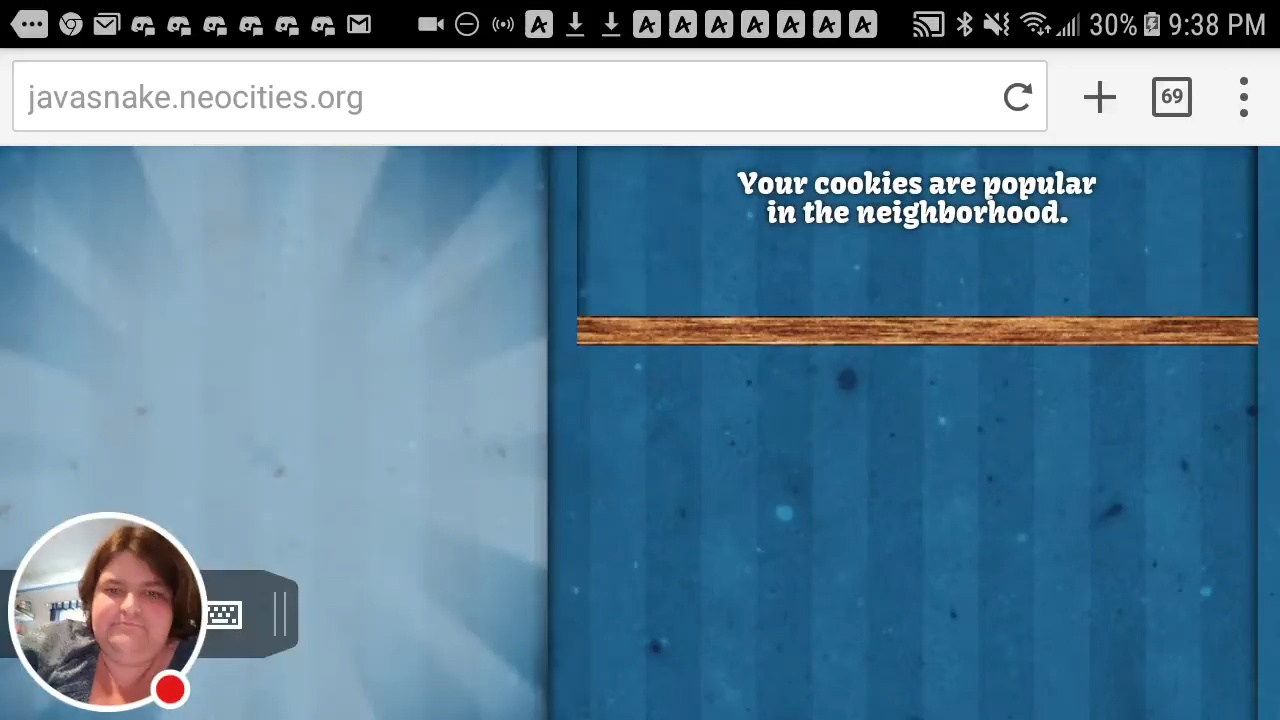 30% 9:38 PM
javasnake.neocities.org
69
Your cookies are popular
in the neighborhood.